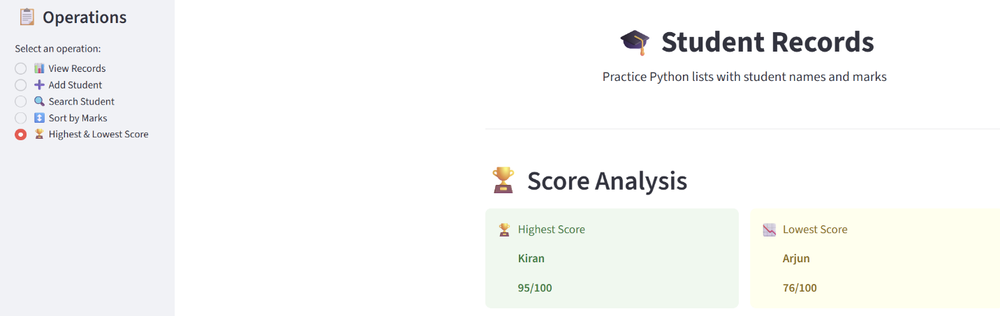 Operations
Select an operation:
View Records
Add Student
Search Student
Sort by Marks
Highest & Lowest Score
Student Records
Practice Python lists with student names and marks
Score Analysis
Highest Score
Kiran
95/100
Lowest Score
Arjun
76/100